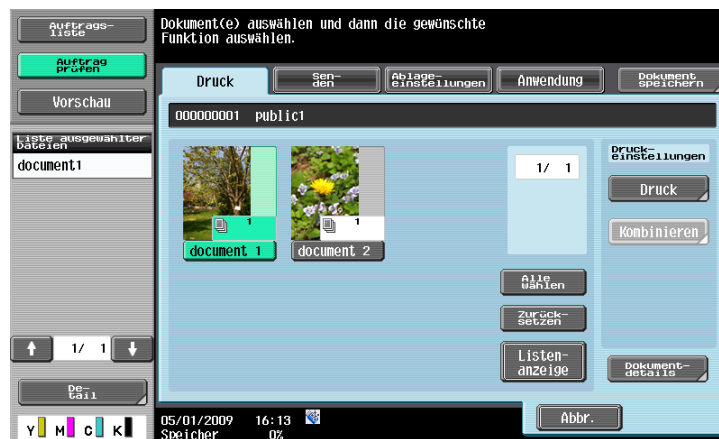 Auftrags-
liste
Auftrag
prüfen
Vorschau
Liste ausgewählter
Dateien
document1
1/ 1
De-
tail
Y M C K
Dokument(e) auswählen und dann die gewünschte
Funktion auswählen.
Druck
Sen-
den
Ablage-
einstellungen
Anwendung
Dokument
speichern
000000001 public1
1
document 1
1
document 2
1/ 1
Alle
wählen
Zurück-
setzen
Listen-
anzeige
Druck-
einstellungen
Druck
Kombinieren
Dokument-
details
05/01/2009 16:13
Speicher 0%
Abbr.